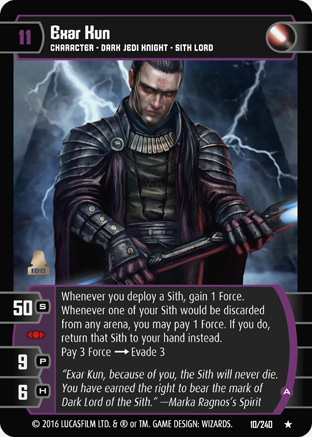 11
Exar Kun
CHARACTER - DARK JEDI KNIGHT - SITH LORD
IDC
50 S
Whenever you deploy a Sith, gain 1 Force.
Whenever one of your Sith would be discarded
from any arena, you may pay 1 Force. If you do,
return that Sith to your hand instead.
9 P
Pay 3 Force → Evade 3
6 H
"Exar Kun, because of you, the Sith will never die.
You have earned the right to bear the mark of
Dark Lord of the Sith." —Marka Ragnos's Spirit
A
© 2016 LUCASFILM LTD. & ® or TM. GAME DESIGN: WIZARDS.
10/240 ★